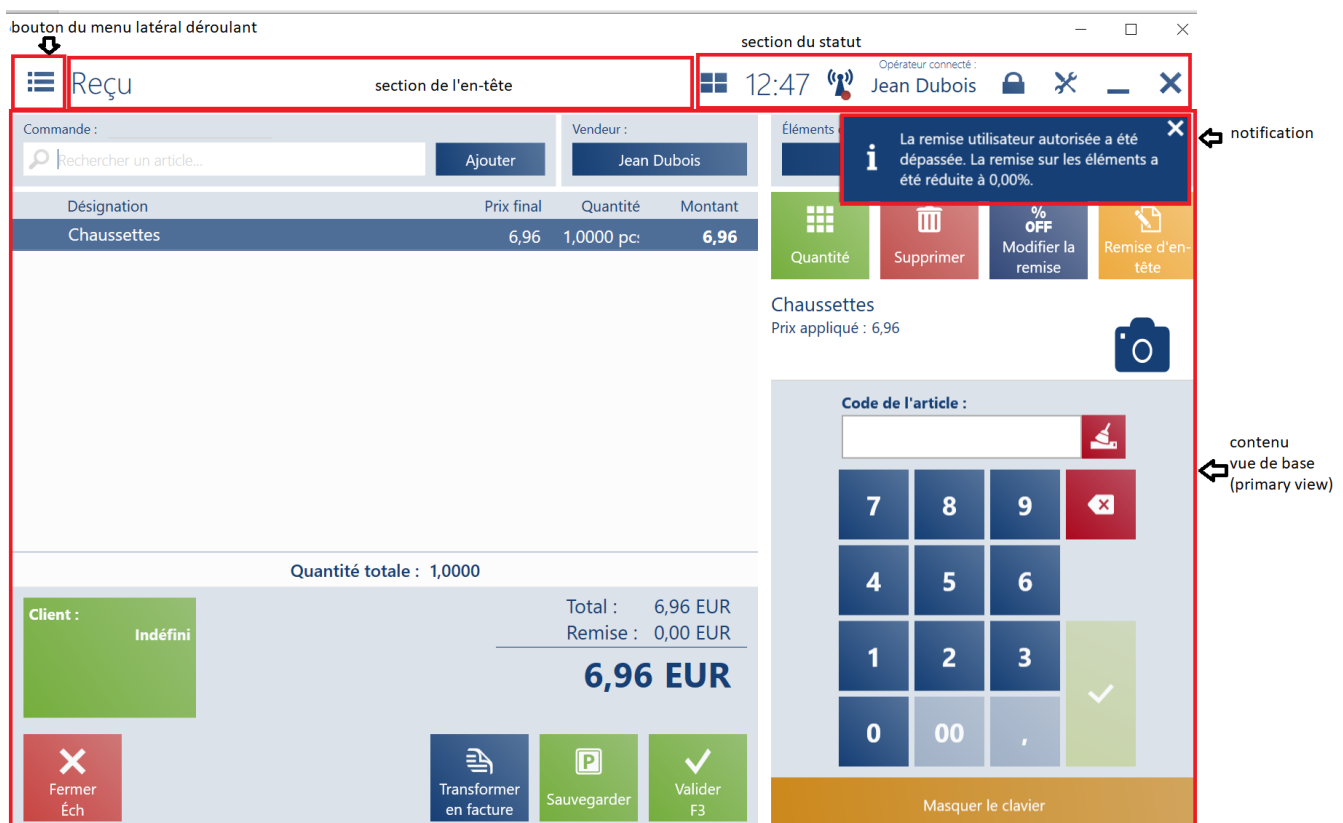 bouton du menu latéral déroulant
section du statut
Reçu
section de l'en-tête
12:47
Opérateur connecté :
Jean Dubois
notification
Commande :
Rechercher un article...
Ajouter
Vendeur :
Jean Dubois
Éléments
La remise utilisateur autorisée a été
dépassée. La remise sur les éléments a
été réduite à 0,00%.
Désignation Prix final Quantité Montant
Chaussettes 6,96 1,0000 pc: 6,96
Quantité
Supprimer
%
OFF
Modifier la
remise
Remise d'en-
tête
Chaussettes
Prix appliqué : 6,96
Code de l'article :
contenu
vue de base
(primary view)
7 8 9
4 5 6
1 2 3
0 00 ,
Masquer le clavier
Quantité totale : 1,0000
Client :
Indéfini
Total : 6,96 EUR
Remise : 0,00 EUR
6,96 EUR
Fermer
Éch
Transformer
en facture
P
Sauvegarder
Valider
F3